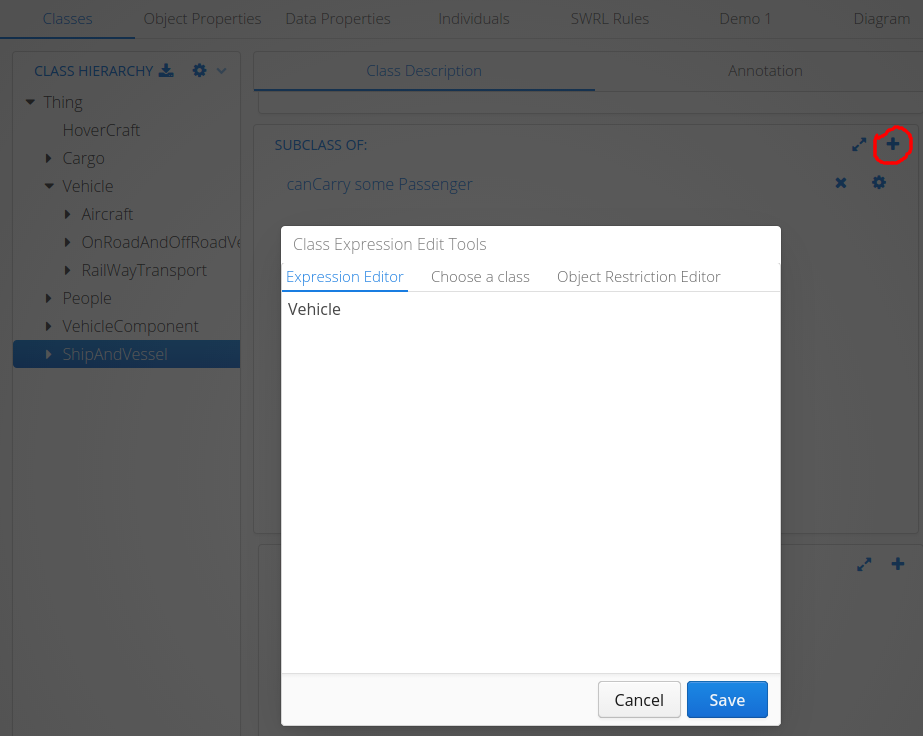 Classes Object Properties Data Properties Individuals SWRL Rules Demo 1 Diagram
CLASS HIERARCHY
Class Description Annotation
Thing
HoverCraft
Cargo
Vehicle
Aircraft
OnRoadAndOffRoadVe
RailWayTransport
People
VehicleComponent
ShipAndVessel
SUBCLASS OF:
canCarry some Passenger
Class Expression Edit Tools
Expression Editor Choose a class Object Restriction Editor
Vehicle
Cancel Save